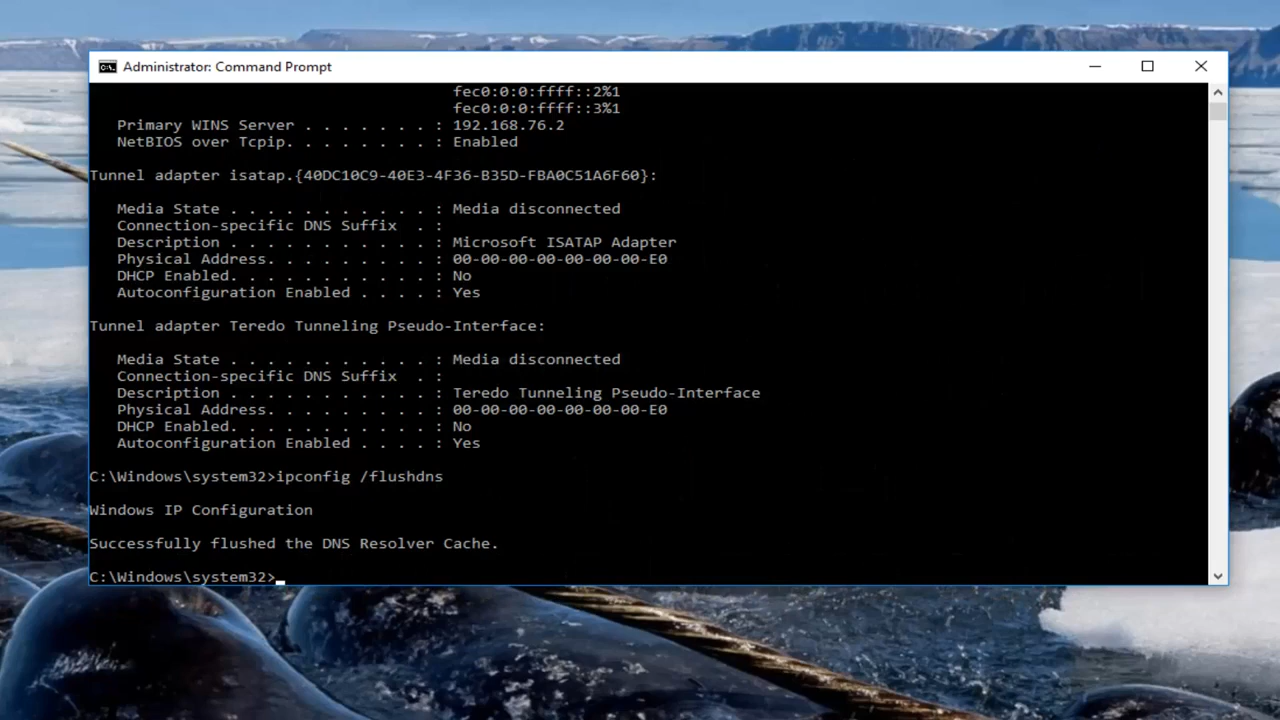 Administrator: Command Prompt
fec0:0:0:ffff::2%1
fec0:0:0:ffff::3%1
Primary WINS Server . . . . . . . : 192.168.76.2
NetBIOS over Tcpip. . . . . . . . : Enabled
Tunnel adapter isatap.{40DC10C9-40E3-4F36-B35D-FBA0C51A6F60}:
Media State . . . . . . . . . . . : Media disconnected
Connection-specific DNS Suffix  . :
Description . . . . . . . . . . . : Microsoft ISATAP Adapter
Physical Address. . . . . . . . . : 00-00-00-00-00-00-00-E0
DHCP Enabled. . . . . . . . . . . : No
Autoconfiguration Enabled . . . . : Yes
Tunnel adapter Teredo Tunneling Pseudo-Interface:
Media State . . . . . . . . . . . : Media disconnected
Connection-specific DNS Suffix  . :
Description . . . . . . . . . . . : Teredo Tunneling Pseudo-Interface
Physical Address. . . . . . . . . : 00-00-00-00-00-00-00-E0
DHCP Enabled. . . . . . . . . . . : No
Autoconfiguration Enabled . . . . : Yes
C:\Windows\system32>ipconfig /flushdns
Windows IP Configuration
Successfully flushed the DNS Resolver Cache.
C:\Windows\system32>